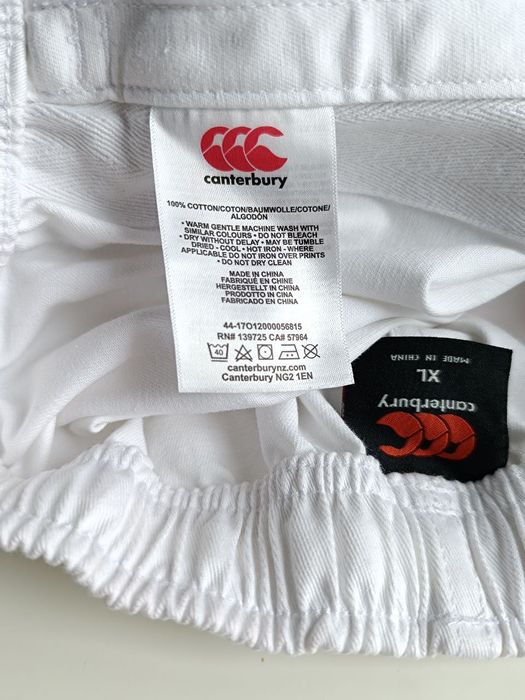 canterbury
100% COTTON/COTON/BAUMWOLLE/COTONE/
ALGODÓN
• WARM GENTLE MACHINE WASH WITH
SIMILAR COLOURS • DO NOT BLEACH
• DRY WITHOUT DELAY • MAY BE TUMBLE
DRIED - COOL • HOT IRON - WHERE
APPLICABLE DO NOT IRON OVER PRINTS
• DO NOT DRY CLEAN
MADE IN CHINA
FABRIQUÉ EN CHINE
HERGESTELLT IN CHINA
PRODOTTO IN CINA
FABRICADO EN CHINA
44-17O12000056815
RN# 139725 CA# 57964
40
canterburynz.com
Canterbury NG2 1EN
canterbury
XL
MADE IN CHINA